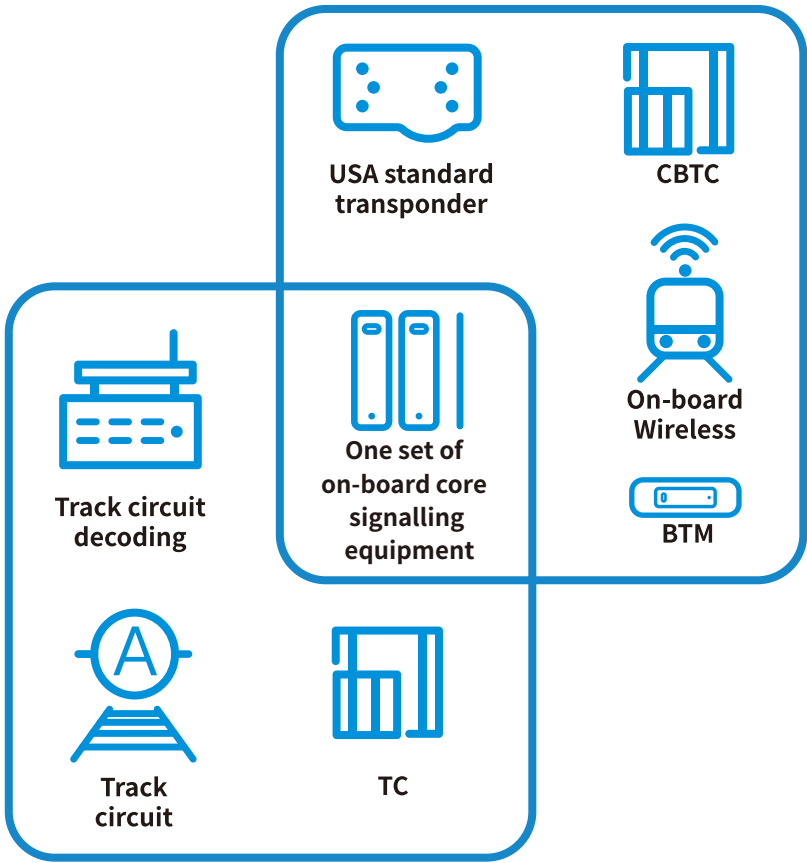 USA standard
transponder
CBTC
On-board
Wireless
BTM
One set of
on-board core
signalling
equipment
Track circuit
decoding
A
Track
circuit
TC